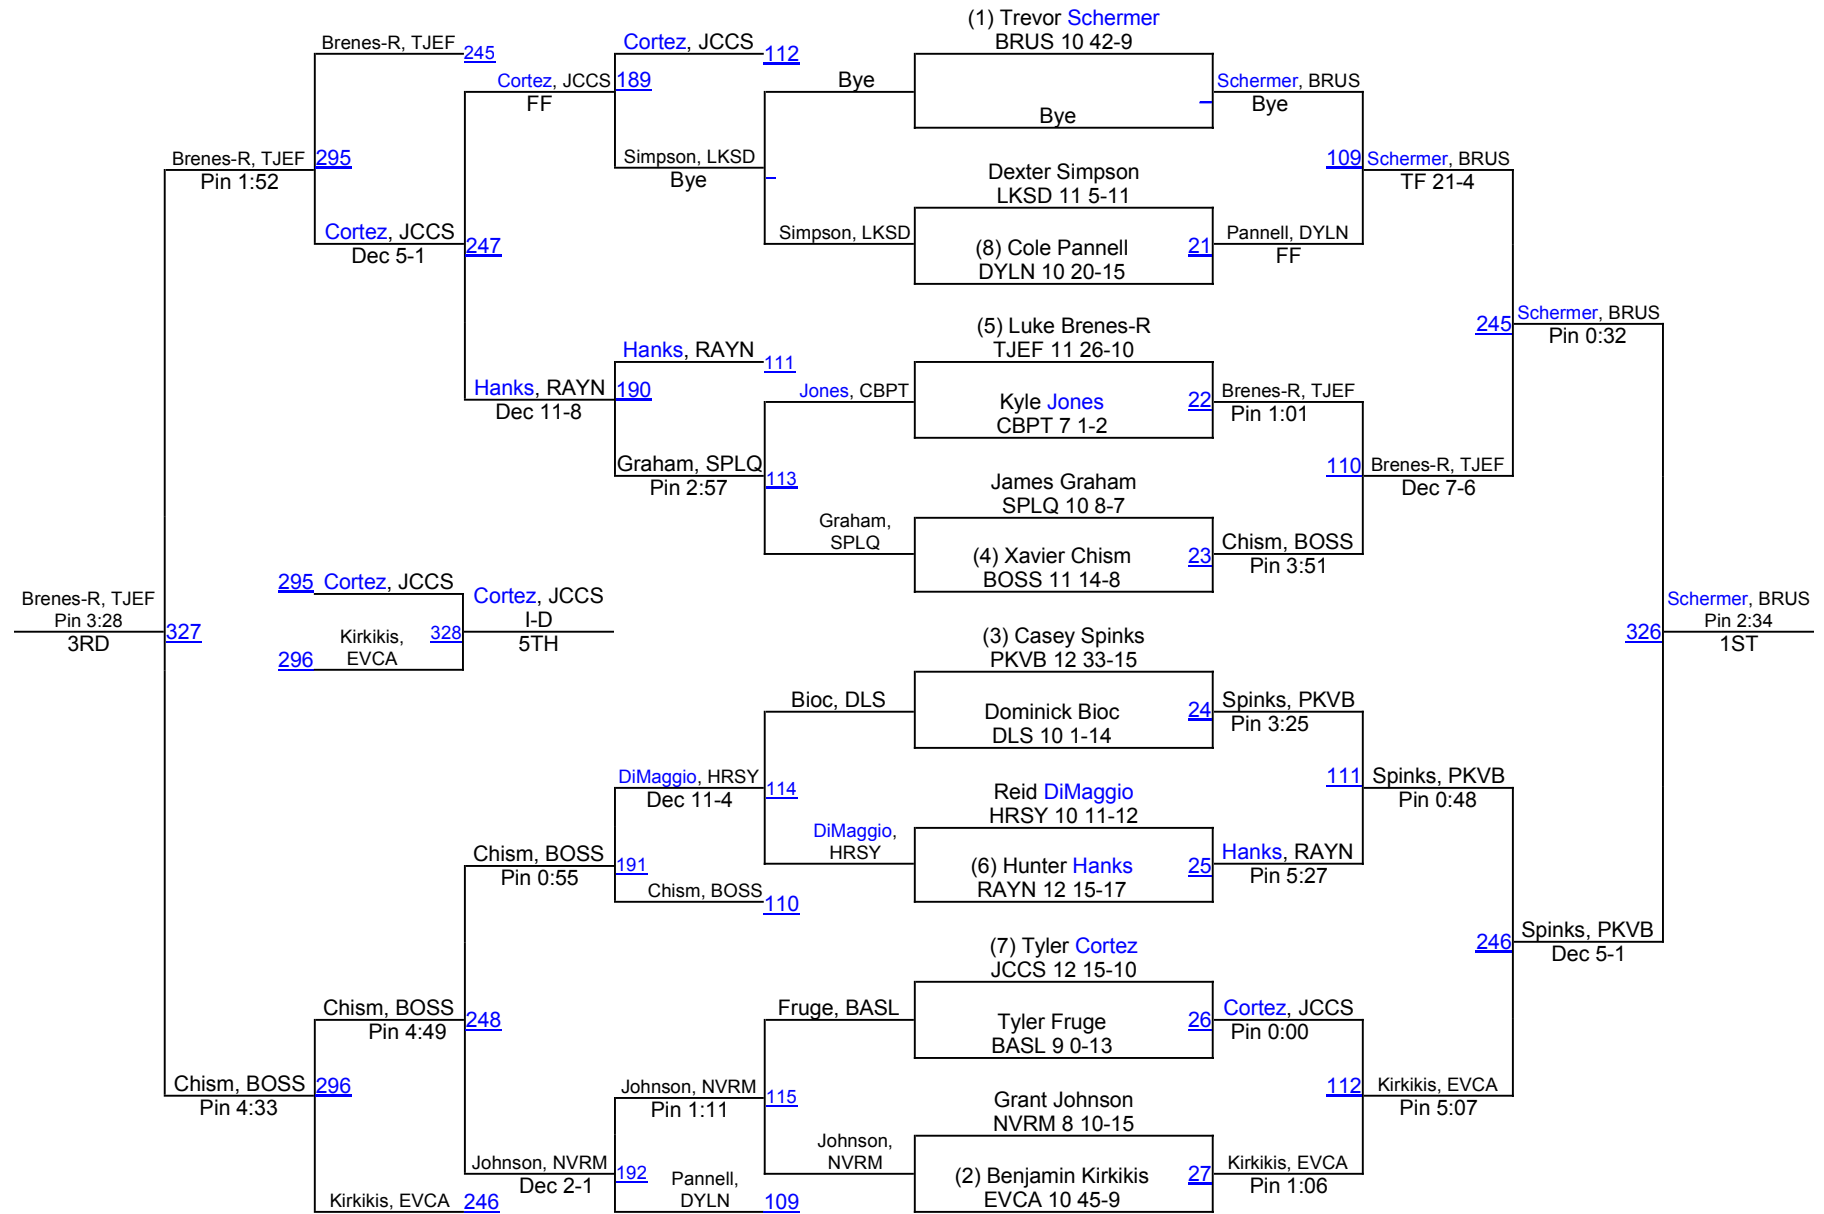 (1) Trevor Schermer
BRUS 10 42-9
Bye
Dexter Simpson
LKSD 11 5-11
(8) Cole Pannell
DYLN 10 20-15
21
(5) Luke Brenes-R
TJEF 11 26-10
Kyle Jones
CBPT 7 1-2
22
James Graham
SPLQ 10 8-7
(4) Xavier Chism
BOSS 11 14-8
23
(3) Casey Spinks
PKVB 12 33-15
Dominick Bioc
DLS 10 1-14
24
Reid DiMaggio
HRSY 10 11-12
(6) Hunter Hanks
RAYN 12 15-17
25
(7) Tyler Cortez
JCCS 12 15-10
Tyler Fruge
BASL 9 0-13
26
Grant Johnson
NVRM 8 10-15
(2) Benjamin Kirkikis
EVCA 10 45-9
27
Schermer, BRUS
Bye
109
Pannell, DYLN
FF
Brenes-R, TJEF
Pin 1:01
110
Chism, BOSS
Pin 3:51
Spinks, PKVB
Pin 3:25
111
Hanks, RAYN
Pin 5:27
Cortez, JCCS
Pin 0:00
112
Kirkikis, EVCA
Pin 1:06
Schermer, BRUS
TF 21-4
245
Brenes-R, TJEF
Dec 7-6
Spinks, PKVB
Pin 0:48
246
Kirkikis, EVCA
Pin 5:07
Schermer, BRUS
Pin 0:32
326
Spinks, PKVB
Dec 5-1
Schermer, BRUS
Pin 2:34
1ST
Bye
Simpson, LKSD
Jones, CBPT
113
Graham,
SPLQ
Bioc, DLS
114
DiMaggio,
HRSY
Fruge, BASL
115
Johnson,
NVRM
Cortez, JCCS
112
189
Simpson, LKSD
Bye
Hanks, RAYN
111
190
Graham, SPLQ
Pin 2:57
DiMaggio, HRSY
Dec 11-4
191
Chism, BOSS
110
Johnson, NVRM
Pin 1:11
192
Pannell,
DYLN
109
Cortez, JCCS
FF
247
Hanks, RAYN
Dec 11-8
Chism, BOSS
Pin 0:55
248
Johnson, NVRM
Dec 2-1
Brenes-R, TJEF
245
295
Cortez, JCCS
Dec 5-1
Chism, BOSS
Pin 4:49
296
Kirkikis, EVCA
246
Brenes-R, TJEF
Pin 1:52
327
Chism, BOSS
Pin 4:33
Brenes-R, TJEF
Pin 3:28
3RD
295 Cortez, JCCS
328
296
Kirkikis,
EVCA
Cortez, JCCS
I-D
5TH